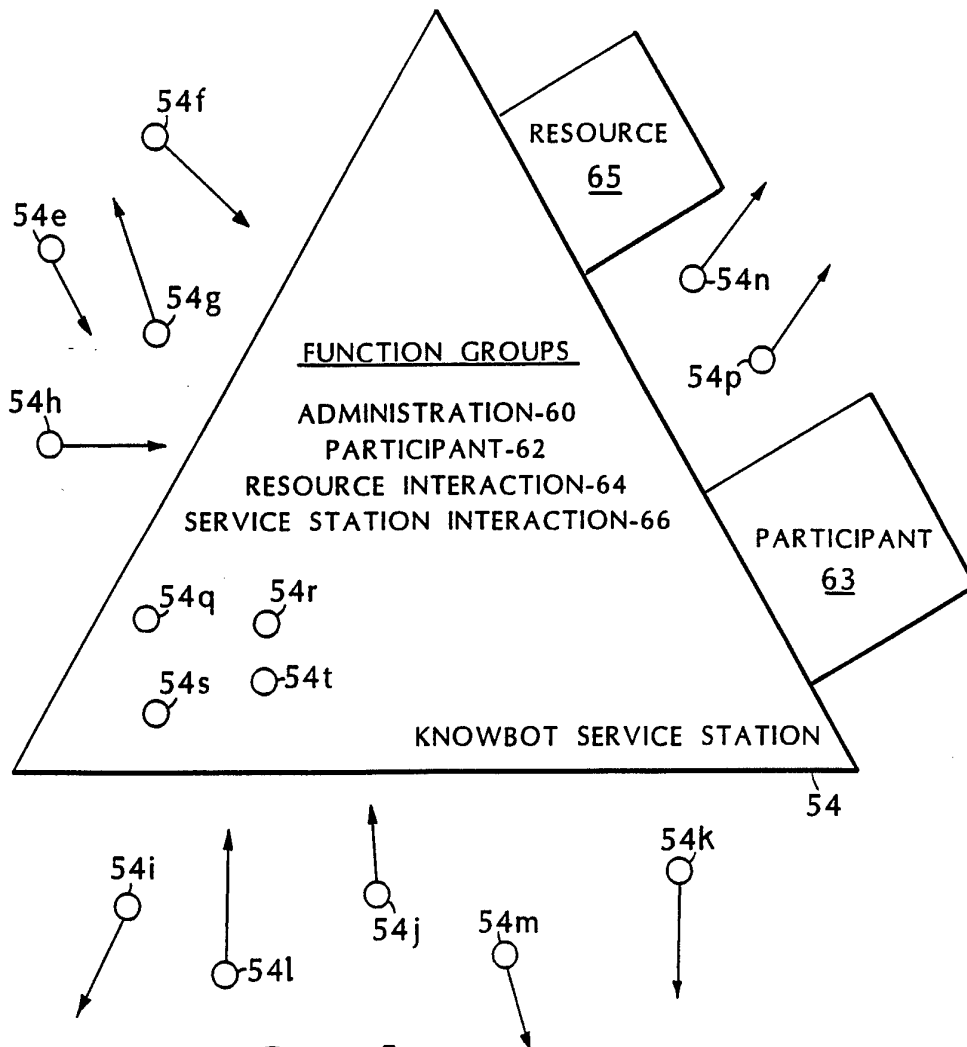 54f
RESOURCE
65
54e
54g
54n
54h
54p
FUNCTION GROUPS
ADMINISTRATION-60
PARTICIPANT-62
RESOURCE INTERACTION-64
SERVICE STATION INTERACTION-66
PARTICIPANT
63
54q
54r
54s
54t
KNOWBOT SERVICE STATION
54
54i
54k
54j
54m
54l